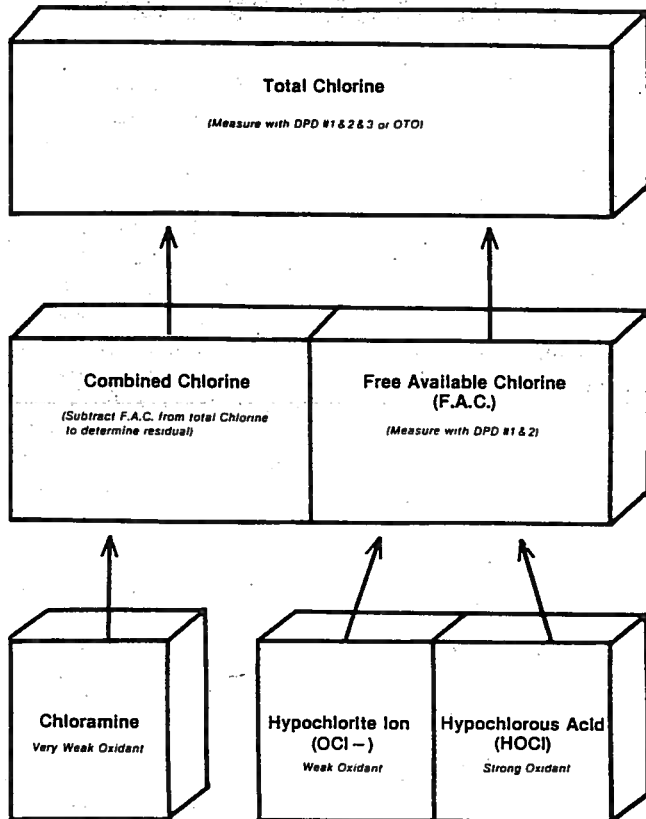 Total Chlorine
(Measure with DPD #1 & 2 & 3 or OTO)
Combined Chlorine
(Subtract F.A.C. from total Chlorine
to determine residual)
Free Available Chlorine
(F.A.C.)
(Measure with DPD #1 & 2)
Chloramine
Very Weak Oxidant
Hypochlorite Ion
(OCl –)
Weak Oxidant
Hypochlorous Acid
(HOCl)
Strong Oxidant